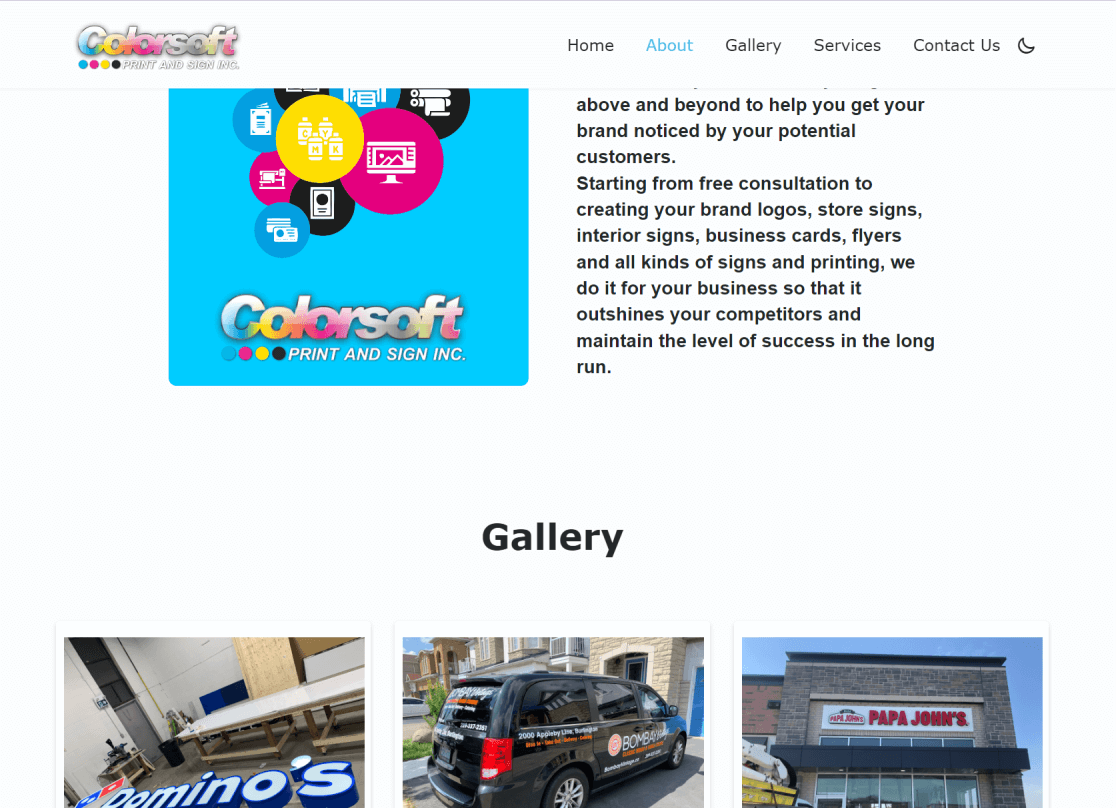 Colorsoft
PRINT AND SIGN INC.
Home About Gallery Services Contact Us
above and beyond to help you get your
brand noticed by your potential
customers.
Starting from free consultation to
creating your brand logos, store signs,
interior signs, business cards, flyers
and all kinds of signs and printing, we
do it for your business so that it
outshines your competitors and
maintain the level of success in the long
run.
C Y
M K
Colorsoft
PRINT AND SIGN INC.
Gallery
Domino's
2000 Appleby Line, Burlington
BOMBAY
PAPA JOHN'S
PAPA JOHN'S